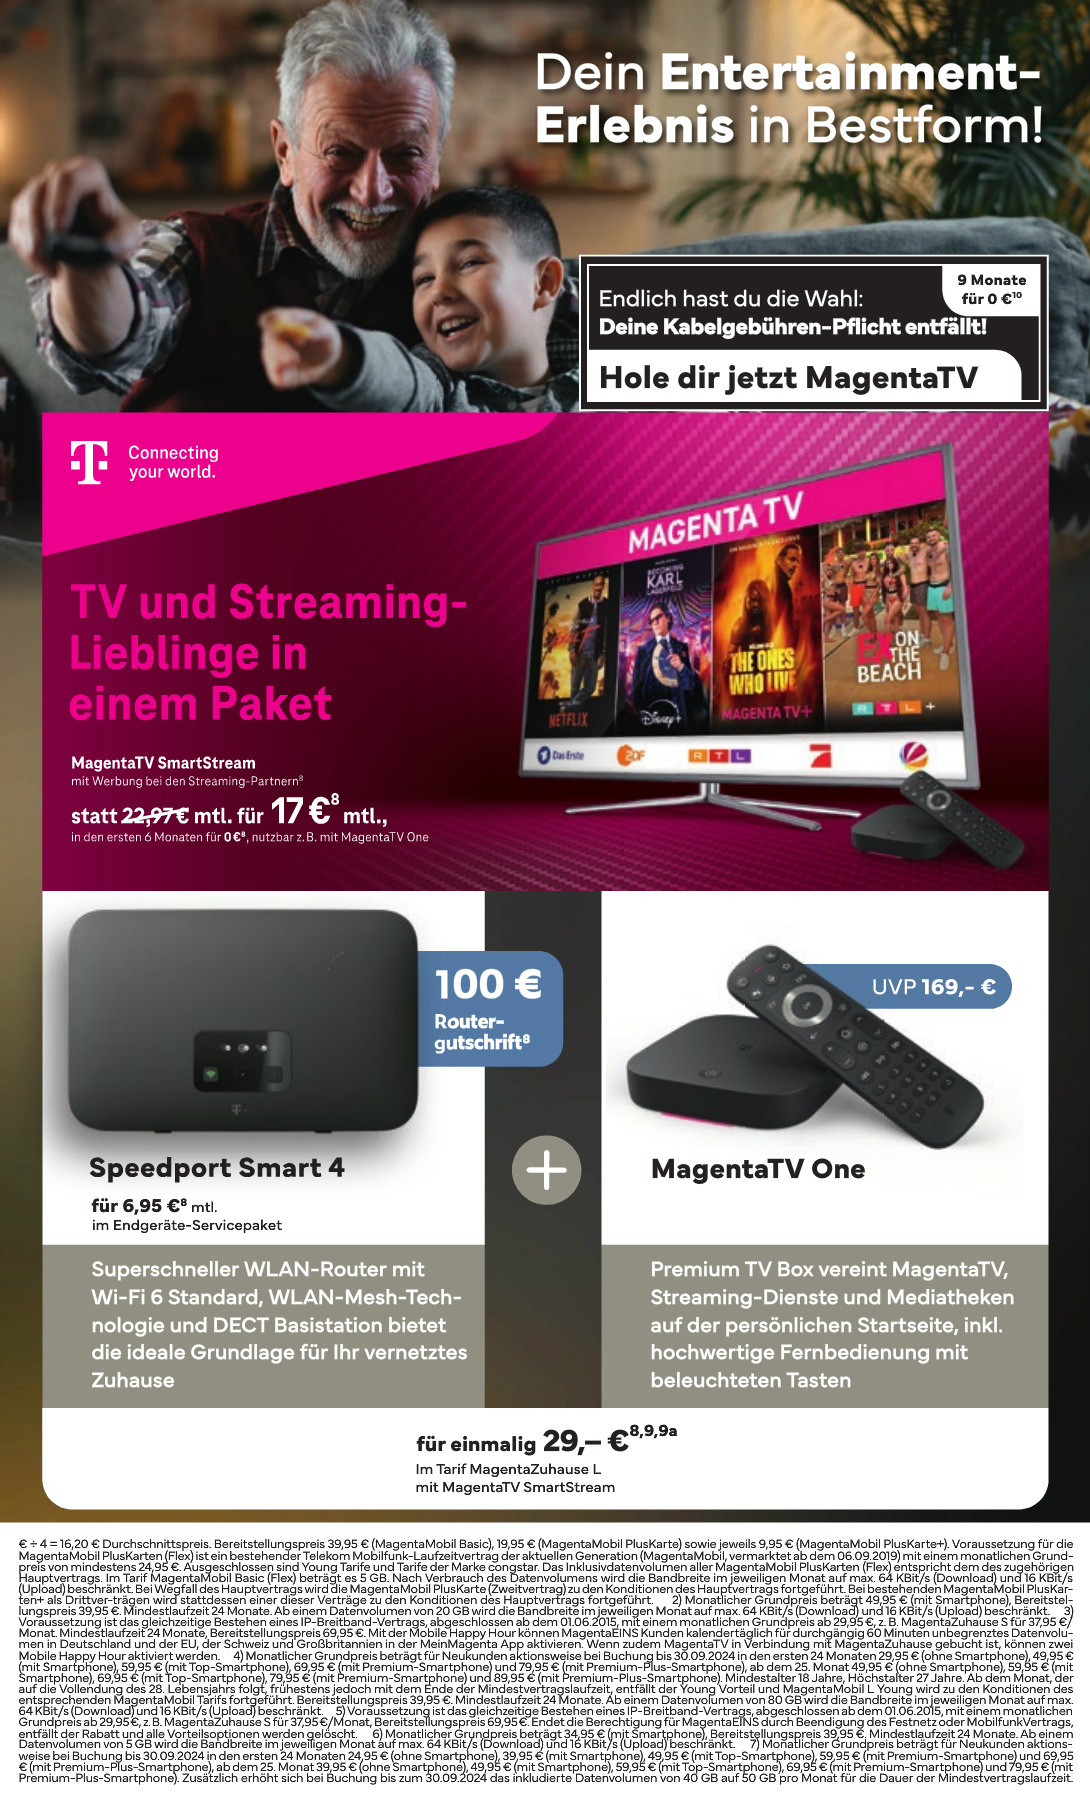 Dein Entertainment-
Erlebnis in Bestform!
9 Monate
für 0 €¹⁰
Endlich hast du die Wahl:
Deine Kabelgebühren-Pflicht entfällt!
Hole dir jetzt MagentaTV
Connecting
your world.
MAGENTA TV
BECOMING
KARL
LAGERFELD
THE ONES
WHO LIVE
EX ON
THE
BEACH
NETFLIX
Disney+
MAGENTA TV+
RTL+
Das Erste
ZDF
RTL
TV und Streaming-
Lieblinge in
einem Paket
MagentaTV SmartStream
mit Werbung bei den Streaming-Partnern⁸
statt 22,97€ mtl. für 17 €⁸ mtl.,
in den ersten 6 Monaten für 0 €⁸, nutzbar z. B. mit MagentaTV One
100 €
Router-
gutschrift⁸
UVP 169,- €
Speedport Smart 4
für 6,95 €⁸ mtl.
im Endgeräte-Servicepaket
+
MagentaTV One
Superschneller WLAN-Router mit
Wi-Fi 6 Standard, WLAN-Mesh-Tech-
nologie und DECT Basistation bietet
die ideale Grundlage für Ihr vernetztes
Zuhause
Premium TV Box vereint MagentaTV,
Streaming-Dienste und Mediatheken
auf der persönlichen Startseite, inkl.
hochwertige Fernbedienung mit
beleuchteten Tasten
für einmalig 29,– €⁸,⁹,⁹ᵃ
Im Tarif MagentaZuhause L
mit MagentaTV SmartStream
€ ÷ 4 = 16,20 € Durchschnittspreis. Bereitstellungspreis 39,95 € (MagentaMobil Basic), 19,95 € (MagentaMobil PlusKarte) sowie jeweils 9,95 € (MagentaMobil PlusKarte+). Voraussetzung für die
MagentaMobil PlusKarten (Flex) ist ein bestehender Telekom Mobilfunk-Laufzeitvertrag der aktuellen Generation (MagentaMobil, vermarktet ab dem 06.09.2019) mit einem monatlichen Grund-
preis von mindestens 24,95 €. Ausgeschlossen sind Young Tarife und Tarife der Marke congstar. Das Inklusivdatenvolumen aller MagentaMobil PlusKarten (Flex) entspricht dem des zugehörigen
Hauptvertrags. Im Tarif MagentaMobil Basic (Flex) beträgt es 5 GB. Nach Verbrauch des Datenvolumens wird die Bandbreite im jeweiligen Monat auf max. 64 KBit/s (Download) und 16 KBit/s
(Upload) beschränkt. Bei Wegfall des Hauptvertrags wird die MagentaMobil PlusKarte (Zweitvertrag) zu den Konditionen des Hauptvertrags fortgeführt. Bei bestehenden MagentaMobil PlusKar-
ten+ als Drittver-trägen wird stattdessen einer dieser Verträge zu den Konditionen des Hauptvertrags fortgeführt. 2) Monatlicher Grundpreis beträgt 49,95 € (mit Smartphone), Bereitstel-
lungspreis 39,95 €. Mindestlaufzeit 24 Monate. Ab einem Datenvolumen von 20 GB wird die Bandbreite im jeweiligen Monat auf max. 64 KBit/s (Download) und 16 KBit/s (Upload) beschränkt. 3)
Voraussetzung ist das gleichzeitige Bestehen eines IP-Breitband-Vertrags, abgeschlossen ab dem 01.06.2015, mit einem monatlichen Grundpreis ab 29,95 €, z. B. MagentaZuhause S für 37,95 €/
Monat. Mindestlaufzeit 24 Monate, Bereitstellungspreis 69,95 €. Mit der Mobile Happy Hour können MagentaEINS Kunden kalendertäglich für durchgängig 60 Minuten unbegrenztes Datenvolu-
men in Deutschland und der EU, der Schweiz und Großbritannien in der MeinMagenta App aktivieren. Wenn zudem MagentaTV in Verbindung mit MagentaZuhause gebucht ist, können zwei
Mobile Happy Hour aktiviert werden. 4) Monatlicher Grundpreis beträgt für Neukunden aktionsweise bei Buchung bis 30.09.2024 in den ersten 24 Monaten 29,95 € (ohne Smartphone), 49,95 €
(mit Smartphone), 59,95 € (mit Top-Smartphone), 69,95 € (mit Premium-Smartphone) und 79,95 € (mit Premium-Plus-Smartphone), ab dem 25. Monat 49,95 € (ohne Smartphone), 59,95 € (mit
Smartphone), 69,95 € (mit Top-Smartphone), 79,95 € (mit Premium-Smartphone) und 89,95 € (mit Premium-Plus-Smartphone). Mindestalter 18 Jahre, Höchstalter 27 Jahre. Ab dem Monat, der
auf die Vollendung des 28. Lebensjahrs folgt, frühestens jedoch mit dem Ende der Mindestvertragslaufzeit, entfällt der Young Vorteil und MagentaMobil L Young wird zu den Konditionen des
entsprechenden MagentaMobil Tarifs fortgeführt. Bereitstellungspreis 39,95 €. Mindestlaufzeit 24 Monate. Ab einem Datenvolumen von 80 GB wird die Bandbreite im jeweiligen Monat auf max.
64 KBit/s (Download) und 16 KBit/s (Upload) beschränkt. 5) Voraussetzung ist das gleichzeitige Bestehen eines IP-Breitband-Vertrags, abgeschlossen ab dem 01.06.2015, mit einem monatlichen
Grundpreis ab 29,95 €, z. B. MagentaZuhause S für 37,95 €/Monat, Bereitstellungspreis 69,95 €. Endet die Berechtigung für MagentaEINS durch Beendigung des Festnetz oder MobilfunkVertrags,
entfällt der Rabatt und alle Vorteilsoptionen werden gelöscht. 6) Monatlicher Grundpreis beträgt 34,95 € (mit Smartphone), Bereitstellungspreis 39,95 €. Mindestlaufzeit 24 Monate. Ab einem
Datenvolumen von 5 GB wird die Bandbreite im jeweiligen Monat auf max. 64 KBit/s (Download) und 16 KBit/s (Upload) beschränkt. 7) Monatlicher Grundpreis beträgt für Neukunden aktions-
weise bei Buchung bis 30.09.2024 in den ersten 24 Monaten 24,95 € (ohne Smartphone), 39,95 € (mit Smartphone), 49,95 € (mit Top-Smartphone), 59,95 € (mit Premium-Smartphone) und 69,95
€ (mit Premium-Plus-Smartphone), ab dem 25. Monat 39,95 € (ohne Smartphone), 49,95 € (mit Smartphone), 59,95 € (mit Top-Smartphone), 69,95 € (mit Premium-Smartphone) und 79,95 € (mit
Premium-Plus-Smartphone). Zusätzlich erhöht sich bei Buchung bis zum 30.09.2024 das inkludierte Datenvolumen von 40 GB auf 50 GB pro Monat für die Dauer der Mindestvertragslaufzeit.